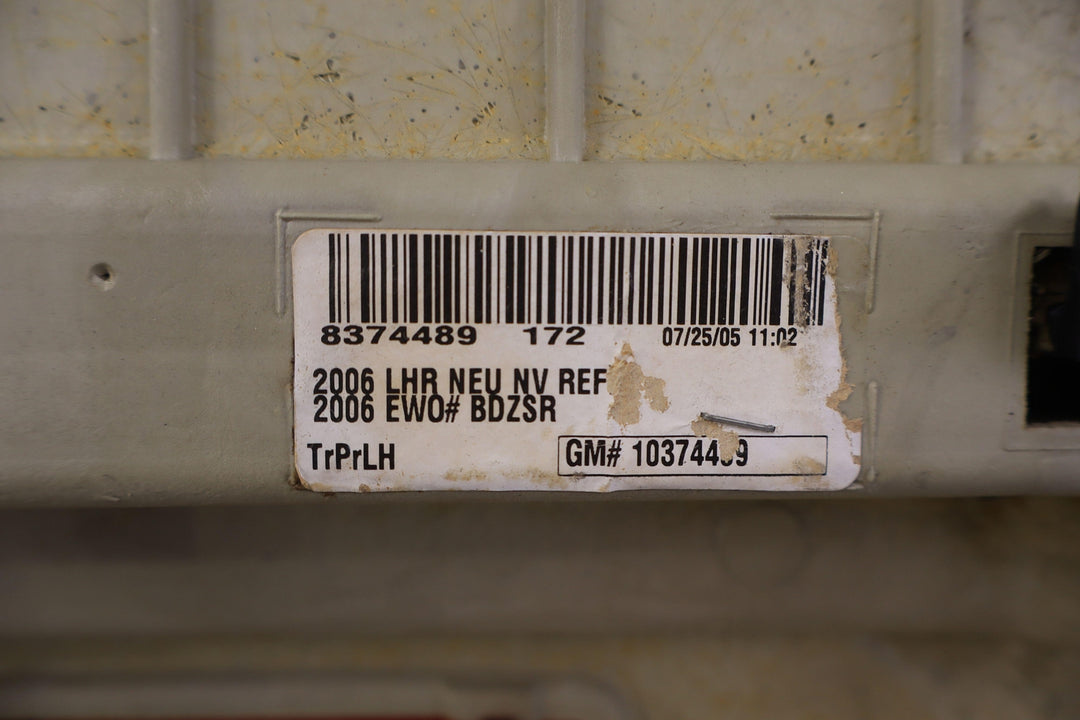 8374489 172 07/25/05 11:02
2006 LHR NEU NV REF
2006 EWO# BDZSR
TrPrLH
GM#